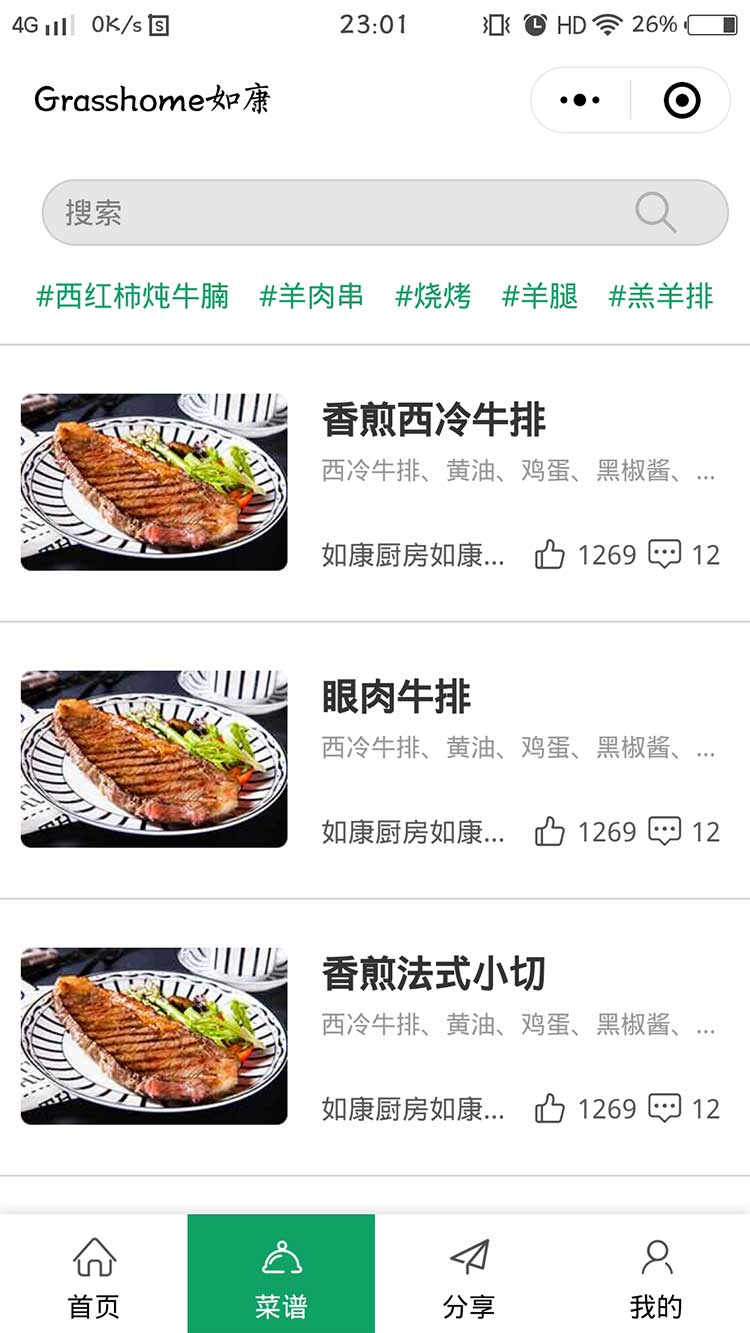 4G 0K/s 23:01 HD 26%
Grasshome如康
搜索
#西红柿炖牛腩 #羊肉串 #烧烤 #羊腿 #羔羊排
香煎西冷牛排
西冷牛排、黄油、鸡蛋、黑椒酱、...
如康厨房如康... 1269 12
眼肉牛排
西冷牛排、黄油、鸡蛋、黑椒酱、...
如康厨房如康... 1269 12
香煎法式小切
西冷牛排、黄油、鸡蛋、黑椒酱、...
如康厨房如康... 1269 12
首页 菜谱 分享 我的